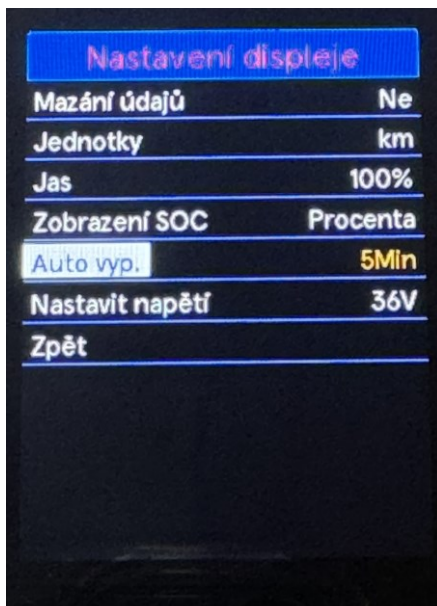 Nastavení displeje
Mazání údajů Ne
Jednotky km
Jas 100%
Zobrazení SOC Procenta
Auto vyp. 5Min
Nastavit napětí 36V
Zpět